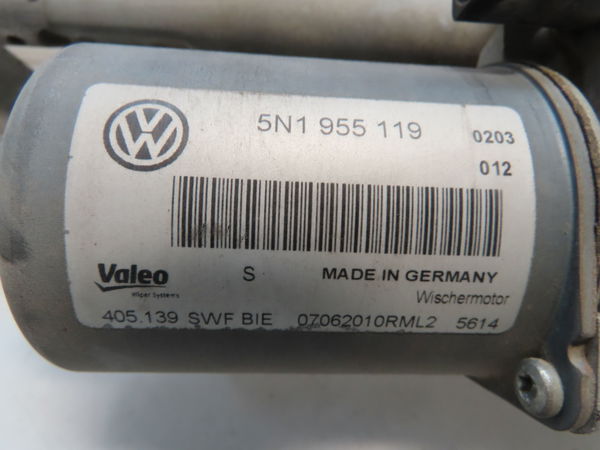 5N1 955 119 0203
012
Valeo S MADE IN GERMANY
Wiper Systems Wischermotor
405.139 SWF BIE 07062010RML2 5614